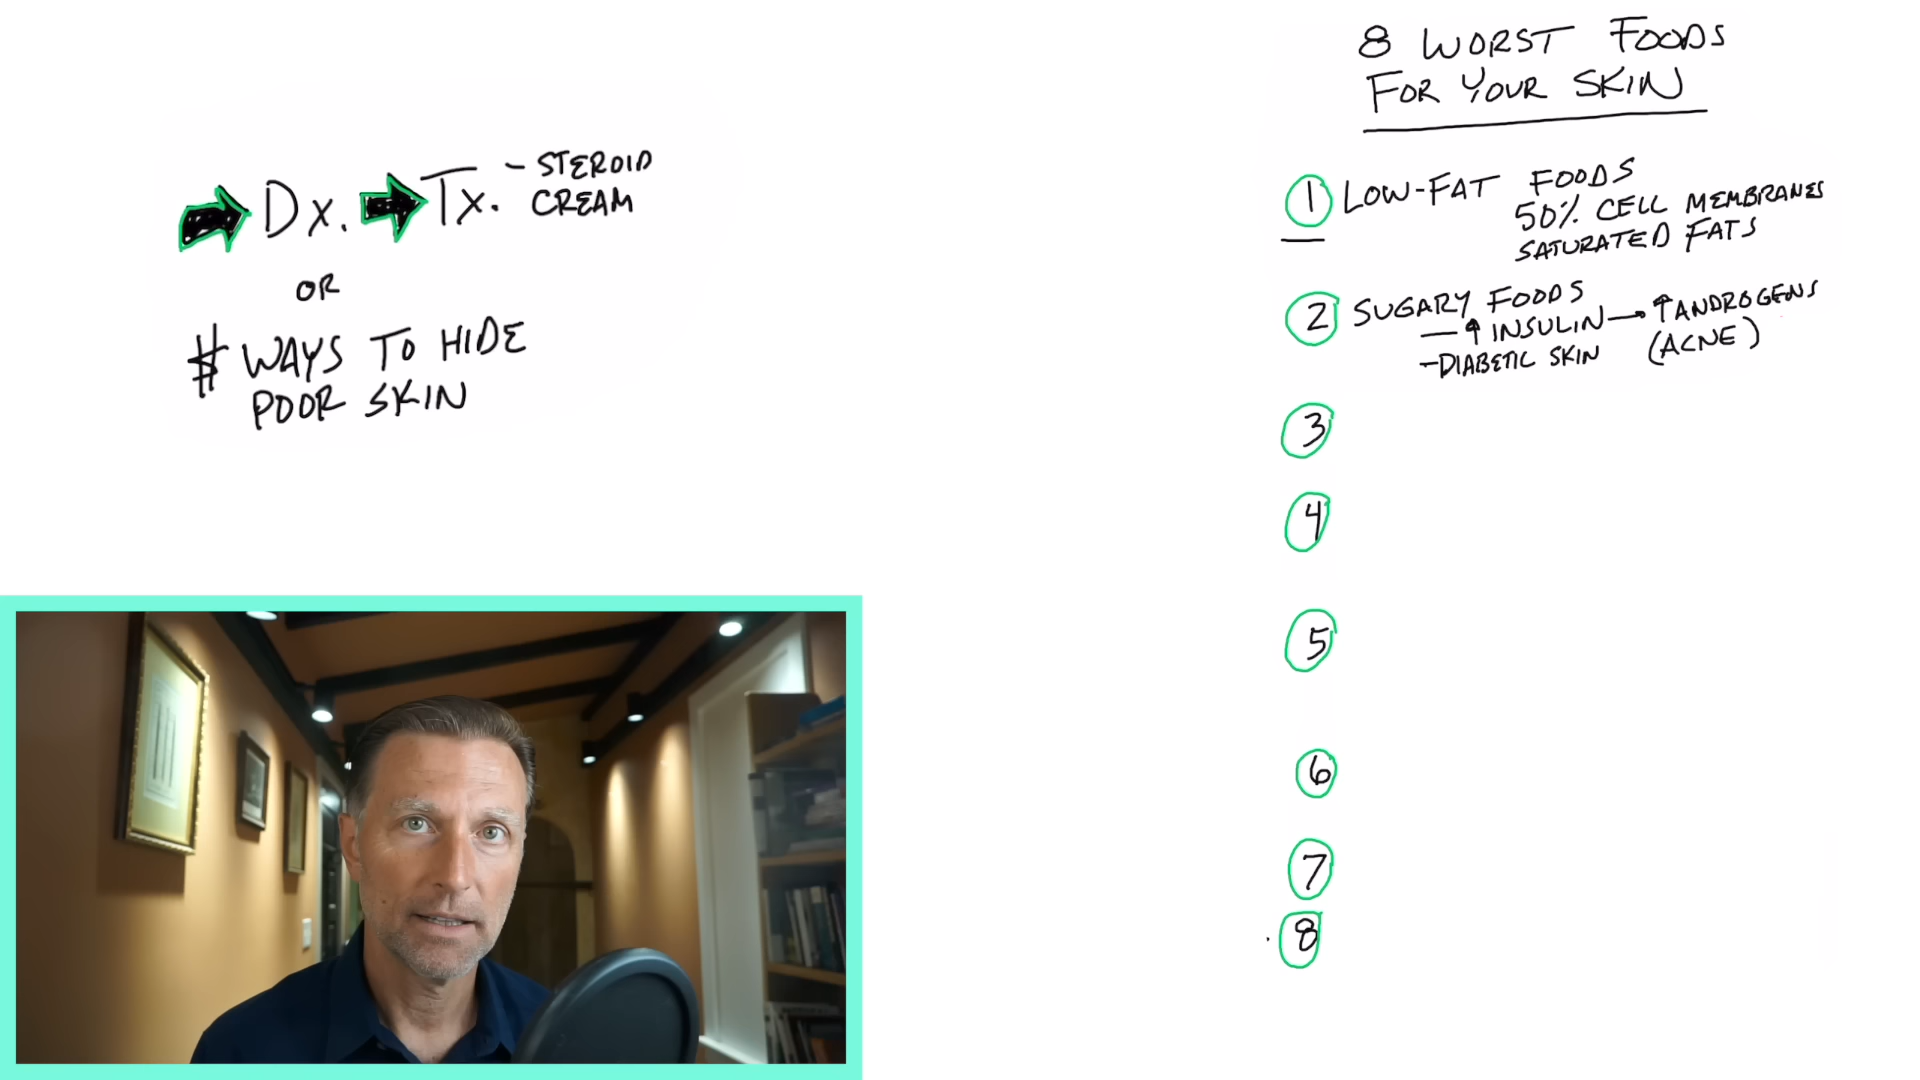 Dx. Tx. - STEROID
CREAM
OR
# WAYS TO HIDE
POOR SKIN
8 WORST FOODS
FOR YOUR SKIN
1 LOW-FAT FOODS
50% CELL MEMBRANES
SATURATED FATS
2 SUGARY FOODS
— ↑ INSULIN → ↑ ANDROGENS
- DIABETIC SKIN (ACNE)
3
4
5
6
7
8